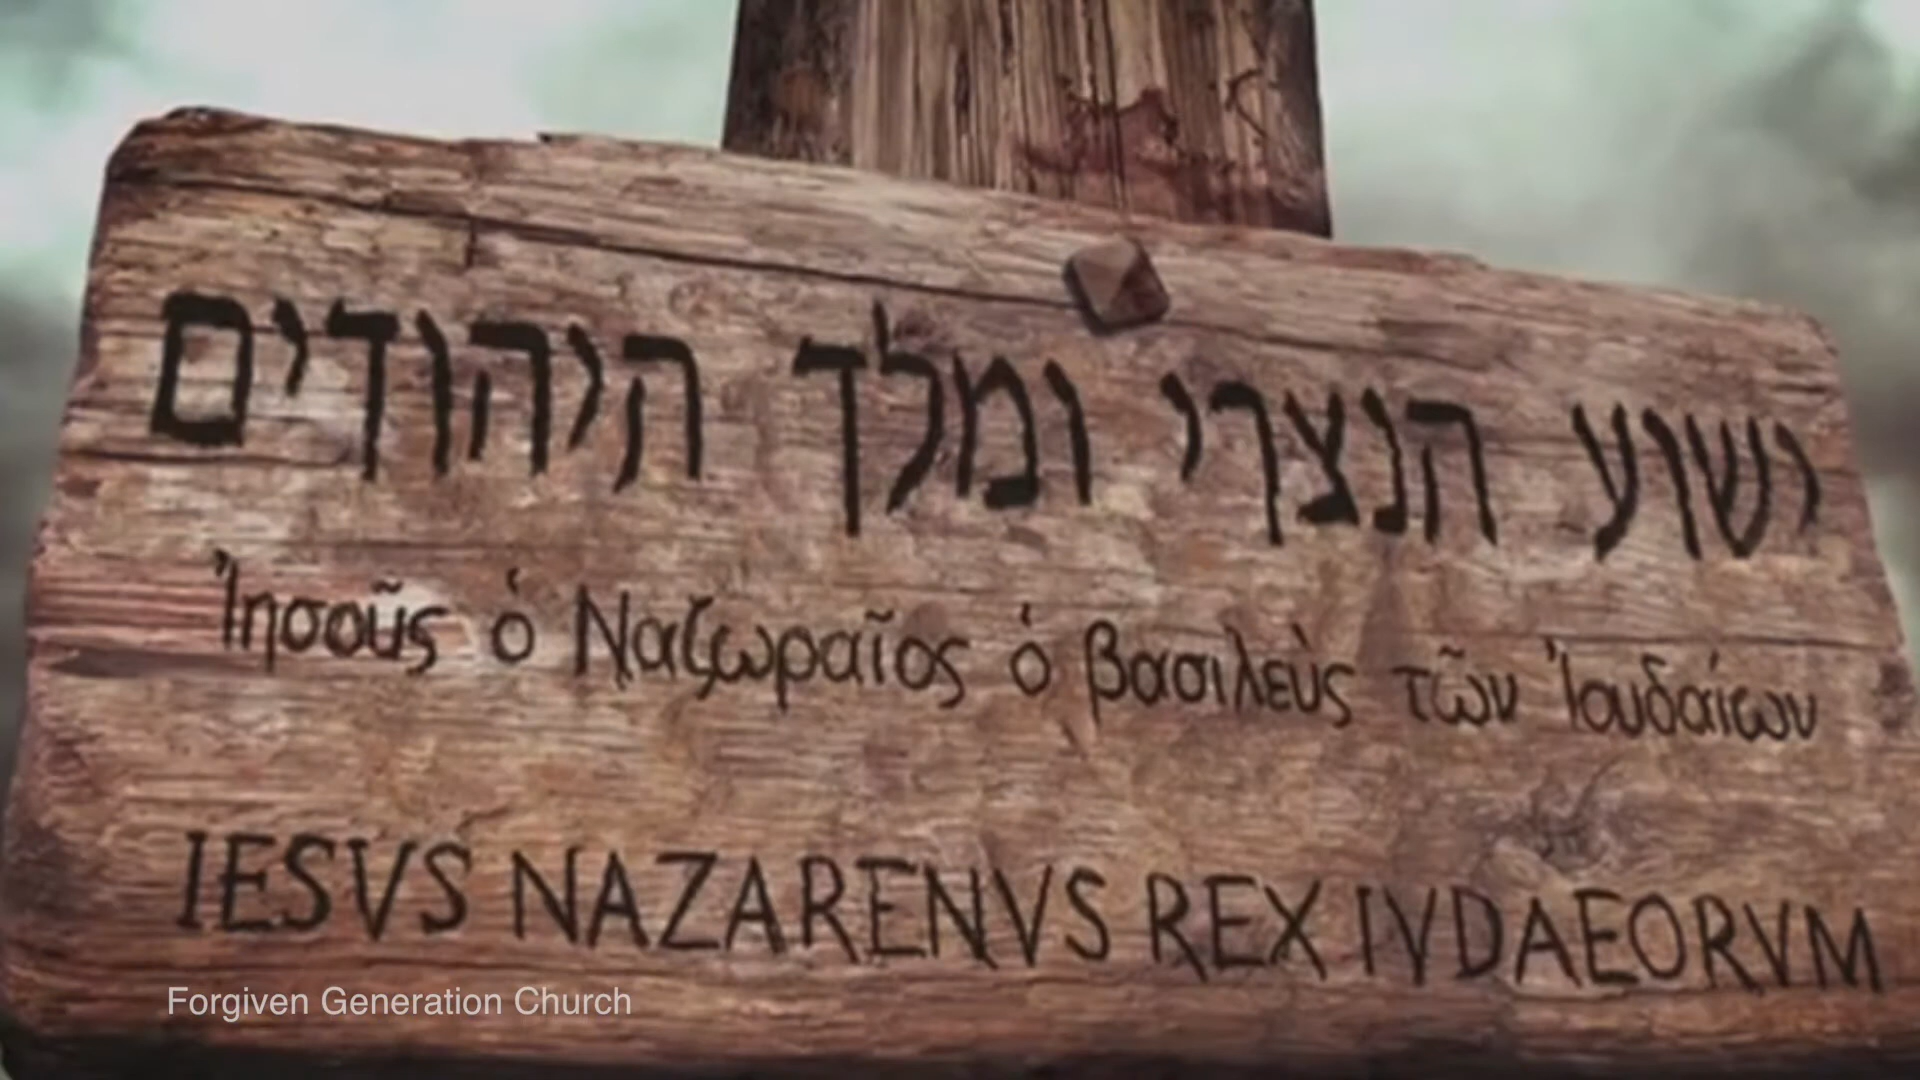 ישוע הנצרי ומלך היהודים
Ἰησοῦς ὁ Ναζωραῖος ὁ βασιλεὺς τῶν Ἰουδαίων
IESVS NAZARENVS REX IVDAEORVM
Forgiven Generation Church